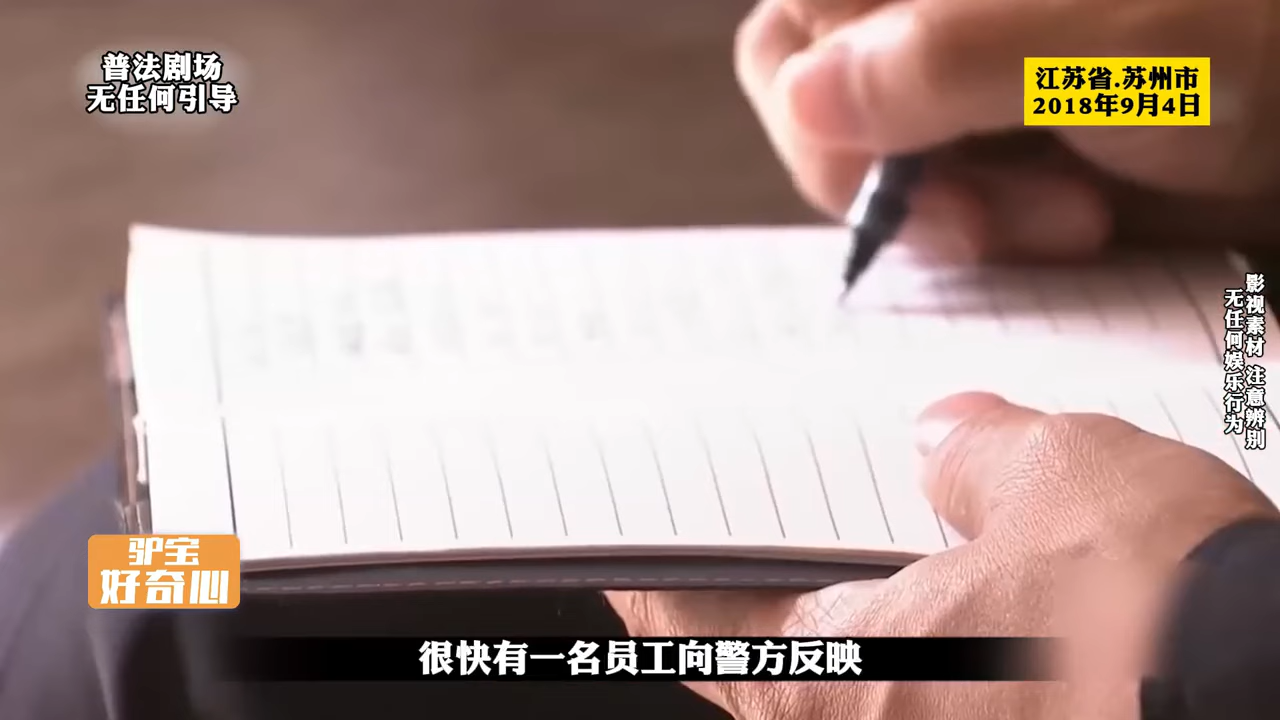 普法剧场
无任何引导
江苏省.苏州市
2018年9月4日
影视素材 注意辨别
无任何娱乐行为
驴宝
好奇心
很快有一名员工向警方反映